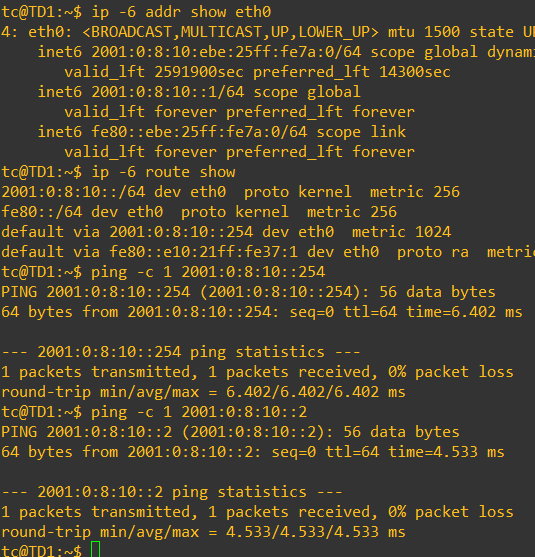 tc@TD1:~$ ip -6 addr show eth0
4: eth0: <BROADCAST,MULTICAST,UP,LOWER_UP> mtu 1500 state UP
    inet6 2001:0:8:10:ebe:25ff:fe7a:0/64 scope global dynami
       valid_lft 2591900sec preferred_lft 14300sec
    inet6 2001:0:8:10::1/64 scope global
       valid_lft forever preferred_lft forever
    inet6 fe80::ebe:25ff:fe7a:0/64 scope link
       valid_lft forever preferred_lft forever
tc@TD1:~$ ip -6 route show
2001:0:8:10::/64 dev eth0  proto kernel  metric 256
fe80::/64 dev eth0  proto kernel  metric 256
default via 2001:0:8:10::254 dev eth0  metric 1024
default via fe80::e10:21ff:fe37:1 dev eth0  proto ra  metri
tc@TD1:~$ ping -c 1 2001:0:8:10::254
PING 2001:0:8:10::254 (2001:0:8:10::254): 56 data bytes
64 bytes from 2001:0:8:10::254: seq=0 ttl=64 time=6.402 ms

--- 2001:0:8:10::254 ping statistics ---
1 packets transmitted, 1 packets received, 0% packet loss
round-trip min/avg/max = 6.402/6.402/6.402 ms
tc@TD1:~$ ping -c 1 2001:0:8:10::2
PING 2001:0:8:10::2 (2001:0:8:10::2): 56 data bytes
64 bytes from 2001:0:8:10::2: seq=0 ttl=64 time=4.533 ms

--- 2001:0:8:10::2 ping statistics ---
1 packets transmitted, 1 packets received, 0% packet loss
round-trip min/avg/max = 4.533/4.533/4.533 ms
tc@TD1:~$